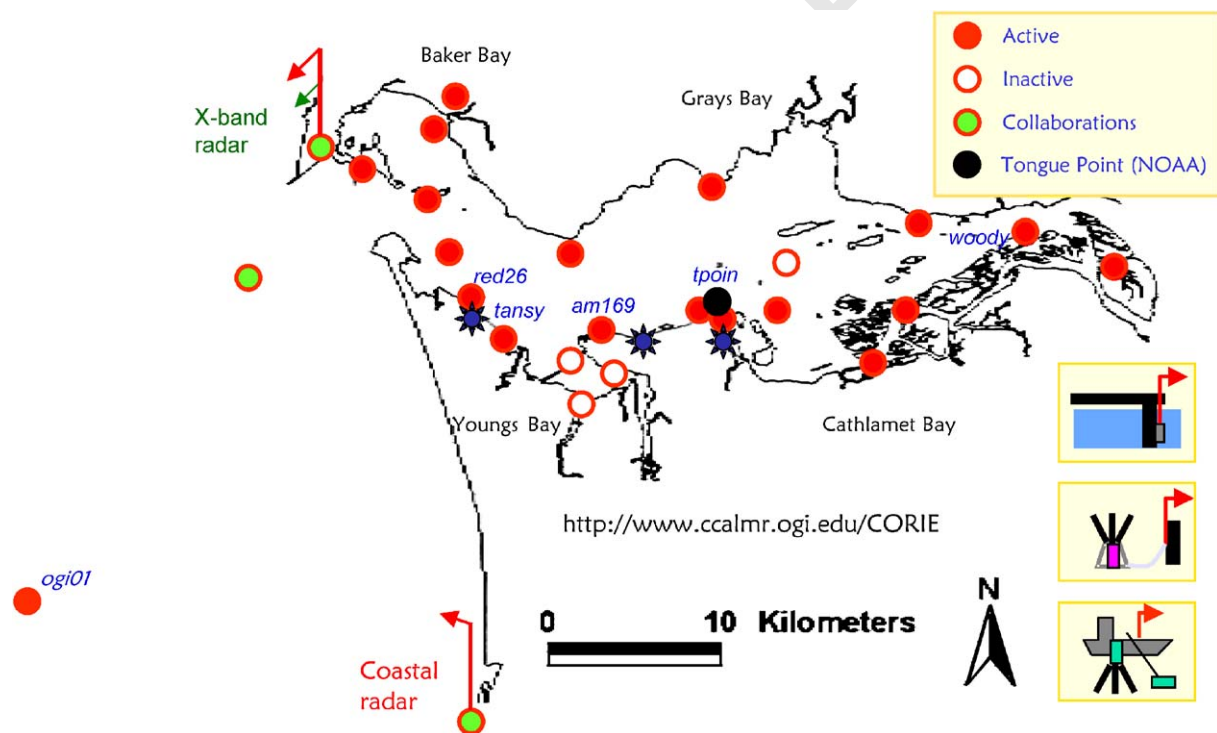 Baker Bay
Grays Bay
Active
Inactive
Collaborations
Tongue Point (NOAA)
X-band
radar
woody
red26
tpoin
tansy
am169
Youngs Bay
Cathlamet Bay
http://www.ccalmr.ogi.edu/CORIE
ogi01
N
0 10 Kilometers
Coastal
radar